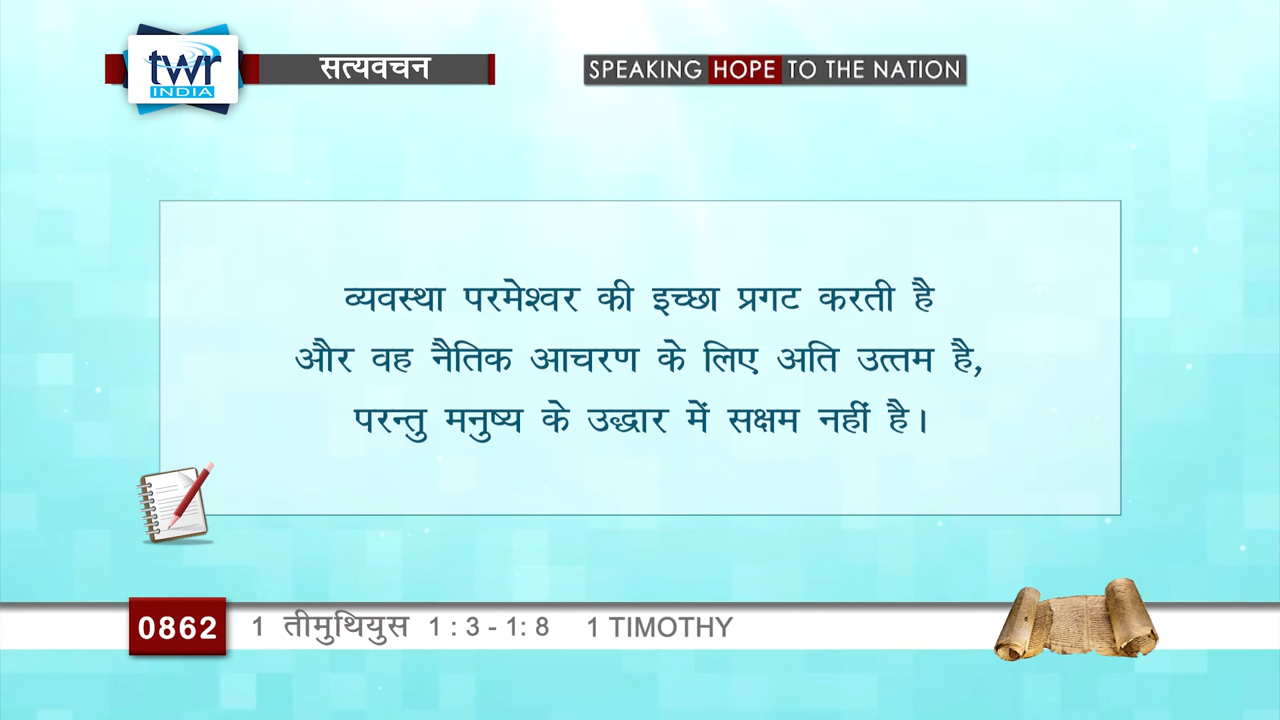 twr
INDIA
सत्यवचन
SPEAKING HOPE TO THE NATION
व्यवस्था परमेश्वर की इच्छा प्रगट करती है
और वह नैतिक आचरण के लिए अति उत्तम है,
परन्तु मनुष्य के उद्धार में सक्षम नहीं है।
0862 1 तीमुथियुस 1 : 3 - 1: 8 1 TIMOTHY